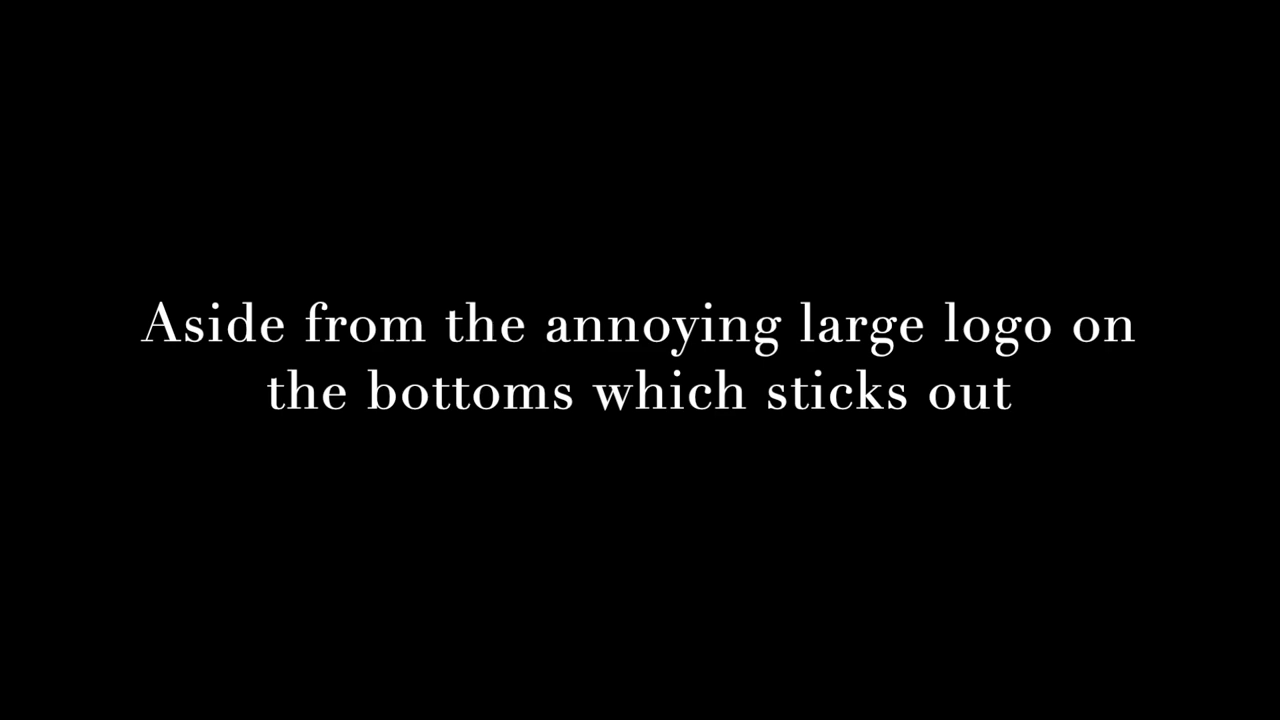 Aside from the annoying large logo on
the bottoms which sticks out